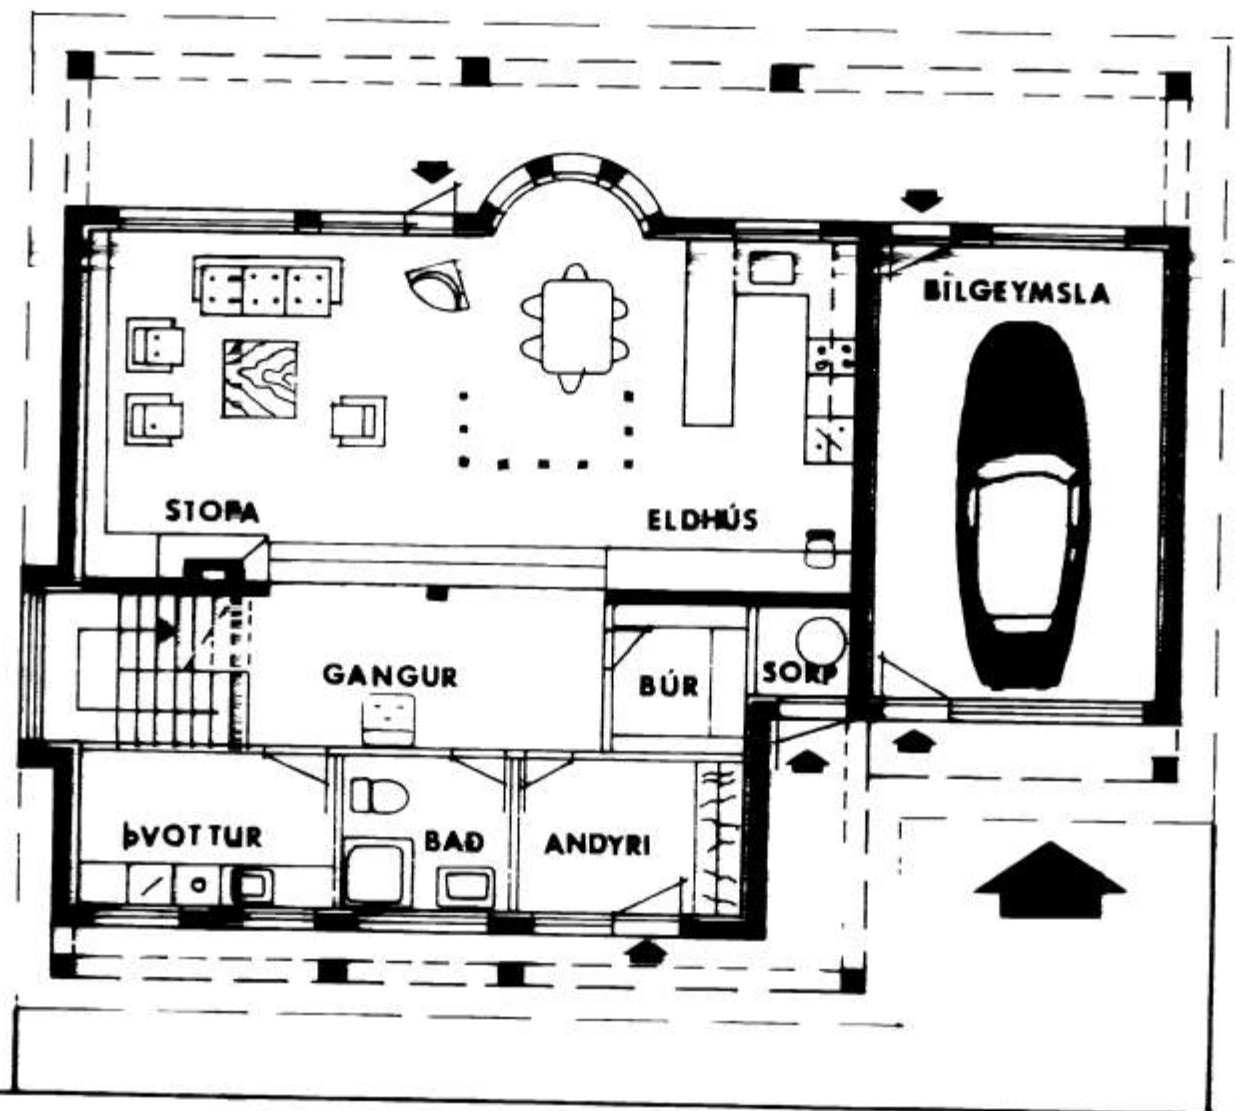 BÍLGEYMSLA
STOFA
ELDHÚS
GANGUR
BÚR
SORP
ÞVOTTUR
BAÐ
ANDYRI